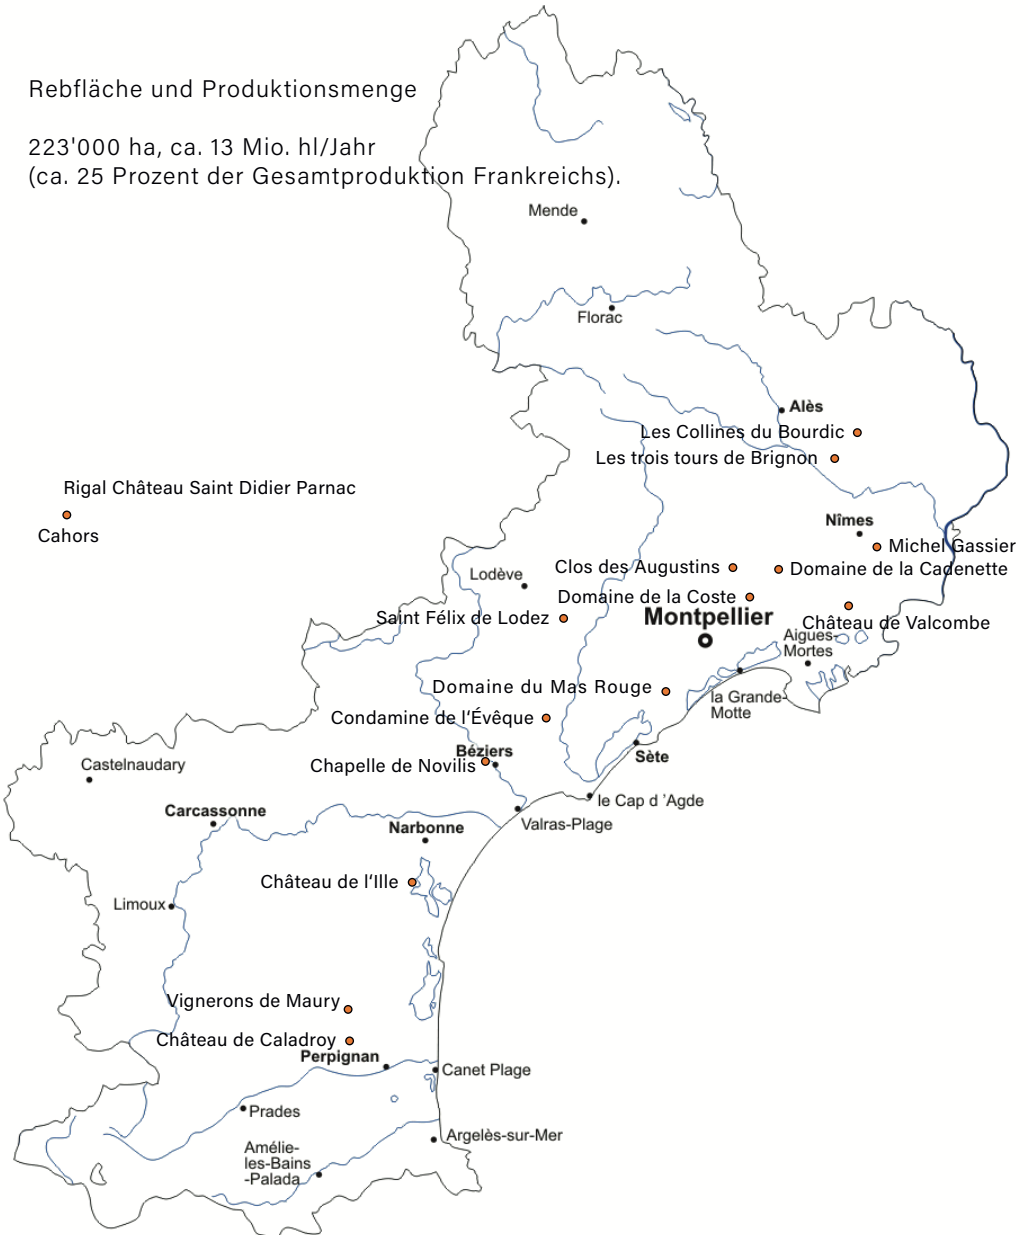 Rebfläche und Produktionsmenge
223'000 ha, ca. 13 Mio. hl/Jahr
(ca. 25 Prozent der Gesamtproduktion Frankreichs).
Mende
Florac
Alès
Les Collines du Bourdic
Les trois tours de Brignon
Rigal Château Saint Didier Parnac
Cahors
Nîmes
Michel Gassier
Clos des Augustins
Domaine de la Cadenette
Lodève
Domaine de la Coste
Saint Félix de Lodez
Montpellier
Château de Valcombe
Aigues-
Mortes
Domaine du Mas Rouge
la Grande-
Motte
Condamine de l‘Évêque
Béziers
Sète
Chapelle de Novilis
Castelnaudary
le Cap d ’Agde
Carcassonne
Valras-Plage
Narbonne
Château de l‘Ille
Limoux
Vignerons de Maury
Château de Caladroy
Perpignan
Canet Plage
Prades
Argelès-sur-Mer
Amélie-
les-Bains
-Palada